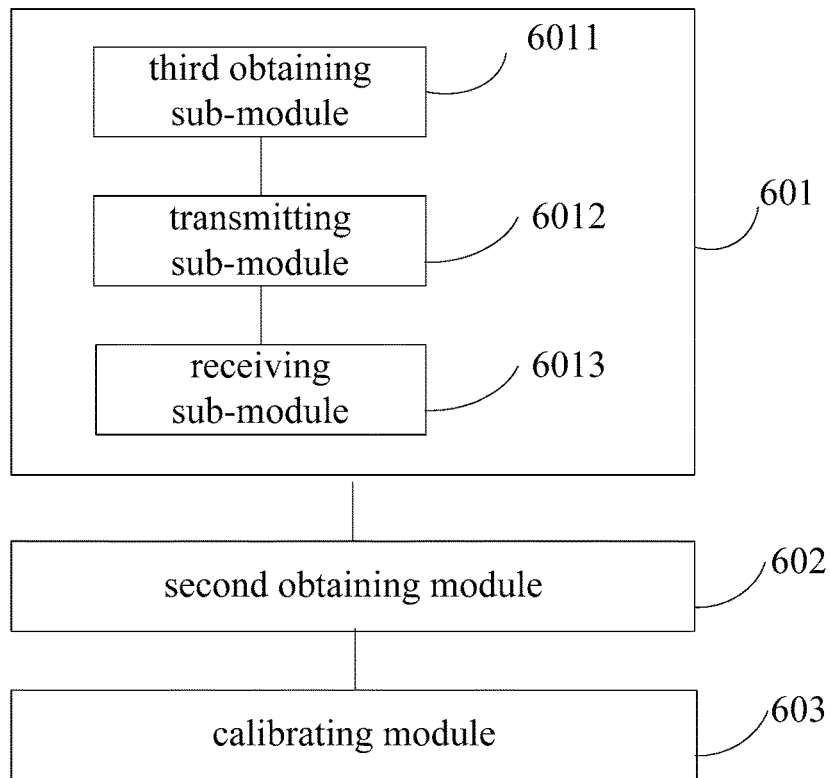 third obtaining
sub-module
6011
transmitting
sub-module
6012
601
receiving
sub-module
6013
second obtaining module
602
calibrating module
603